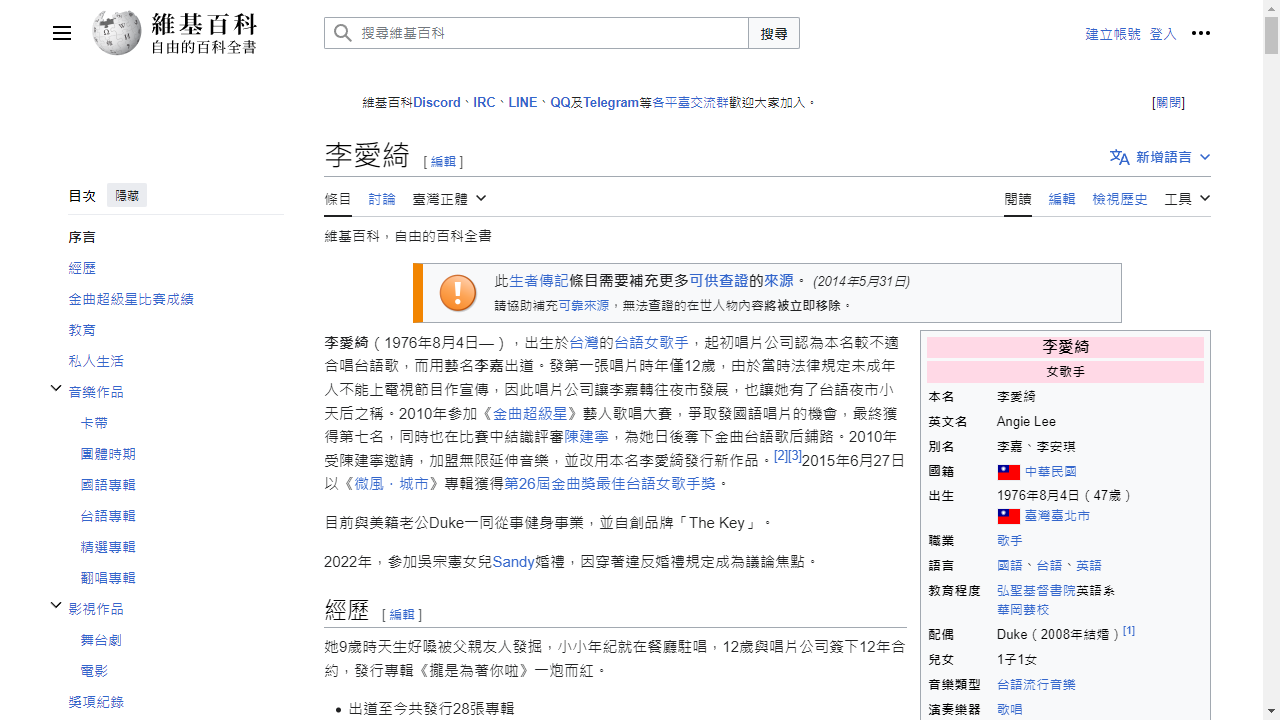 維基百科
自由的百科全書
搜尋維基百科
搜尋
建立帳號 登入
維基百科Discord、IRC、LINE、QQ及Telegram等各平臺交流群歡迎大家加入。
[關閉]
李愛綺 [ 編輯 ]
新增語言
目次 隱藏
條目 討論 臺灣正體
閱讀 編輯 檢視歷史 工具
序言
經歷
金曲超級星比賽成績
教育
私人生活
音樂作品
卡帶
團體時期
國語專輯
台語專輯
精選專輯
翻唱專輯
影視作品
舞台劇
電影
獎項紀錄
維基百科，自由的百科全書
此生者傳記條目需要補充更多可供查證的來源。 (2014年5月31日)
請協助補充可靠來源，無法查證的在世人物內容將被立即移除。
李愛綺（1976年8月4日—），出生於台灣的台語女歌手，起初唱片公司認為本名較不適
合唱台語歌，而用藝名李嘉出道。發第一張唱片時年僅12歲，由於當時法律規定未成年
人不能上電視節目作宣傳，因此唱片公司讓李嘉轉往夜市發展，也讓她有了台語夜市小
天后之稱。2010年參加《金曲超級星》藝人歌唱大賽，爭取發國語唱片的機會，最終獲
得第七名，同時也在比賽中結識評審陳建寧，為她日後奪下金曲台語歌后鋪路。2010年
受陳建寧邀請，加盟無限延伸音樂，並改用本名李愛綺發行新作品。[2][3]2015年6月27日
以《微風．城市》專輯獲得第26屆金曲獎最佳台語女歌手獎。
目前與美籍老公Duke一同從事健身事業，並自創品牌「The Key」。
2022年，參加吳宗憲女兒Sandy婚禮，因穿著違反婚禮規定成為議論焦點。
經歷 [ 編輯 ]
她9歲時天生好嗓被父親友人發掘，小小年紀就在餐廳駐唱，12歲與唱片公司簽下12年合
約，發行專輯《攏是為著你啦》一炮而紅。
出道至今共發行28張專輯
李愛綺
女歌手
本名 李愛綺
英文名 Angie Lee
別名 李嘉、李安琪
國籍 中華民國
出生 1976年8月4日（47歲）
臺灣臺北市
職業 歌手
語言 國語、台語、英語
教育程度 弘聖基督書院英語系
華岡藝校
配偶 Duke（2008年結婚）[1]
兒女 1子1女
音樂類型 台語流行音樂
演奏樂器 歌唱